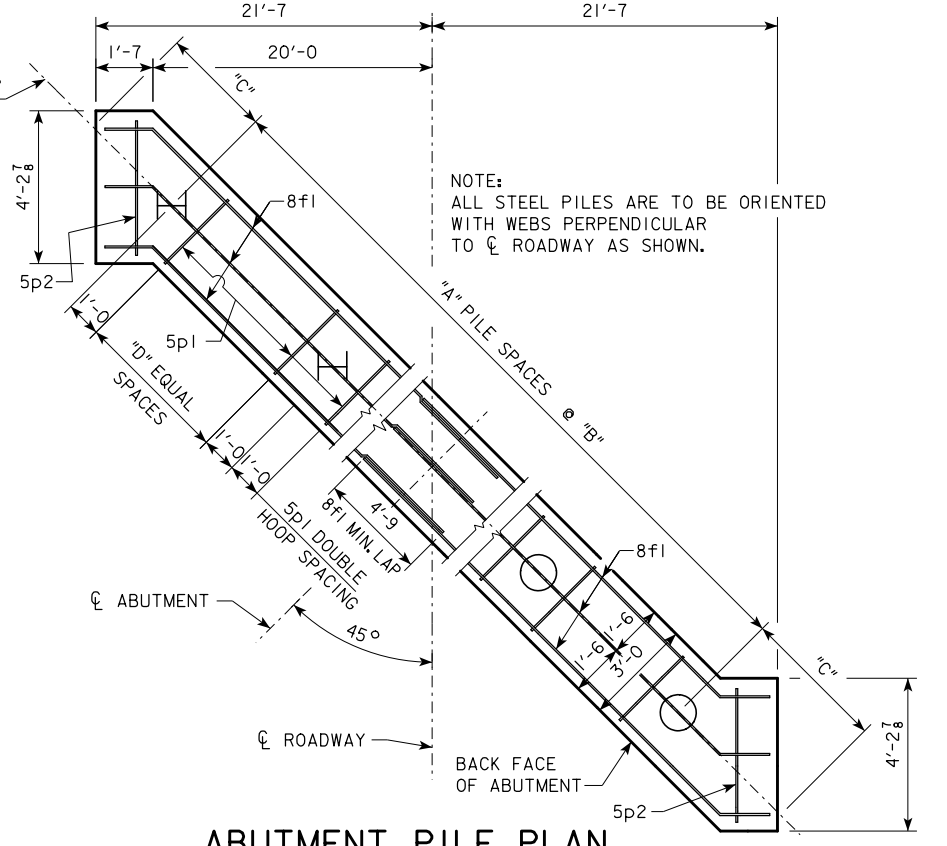 21'-7
21'-7
1'-7
20'-0
"C"
4'-2 7/8
NOTE:
ALL STEEL PILES ARE TO BE ORIENTED
WITH WEBS PERPENDICULAR
TO ℄ ROADWAY AS SHOWN.
8f1
5p2
1'-0
5p1
"A" PILE SPACES @ "B"
"D" EQUAL
SPACES
1'-0
1'-0
4'-9
8f1 MIN. LAP
5p1 DOUBLE
HOOP SPACING
8f1
℄ ABUTMENT
45°
1'-6
1'-6
3'-0
"C"
℄ ROADWAY
4'-2 7/8
BACK FACE
OF ABUTMENT
5p2
ABUTMENT PILE PLAN